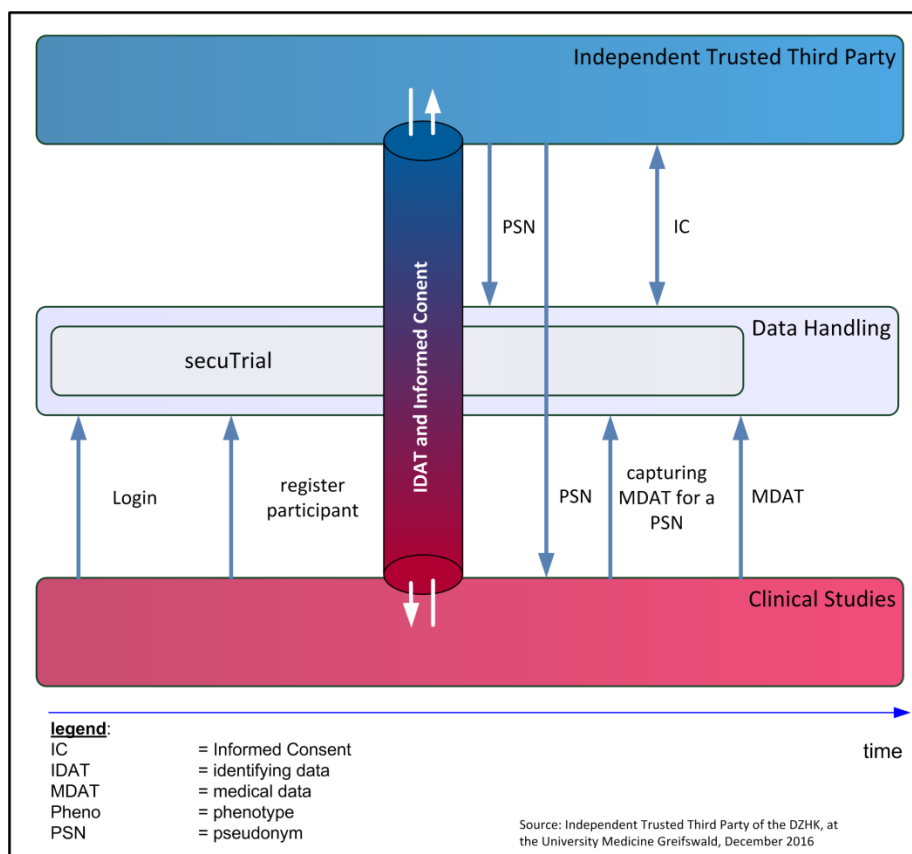 Independent Trusted Third Party
PSN
IC
IDAT and Informed Conent
Data Handling
secuTrial
Login
register
participant
PSN
capturing
MDAT for a
PSN
MDAT
Clinical Studies
time
legend:
IC = Informed Consent
IDAT = identifying data
MDAT = medical data
Pheno = phenotype
PSN = pseudonym
Source: Independent Trusted Third Party of the DZHK, at
the University Medicine Greifswald, December 2016